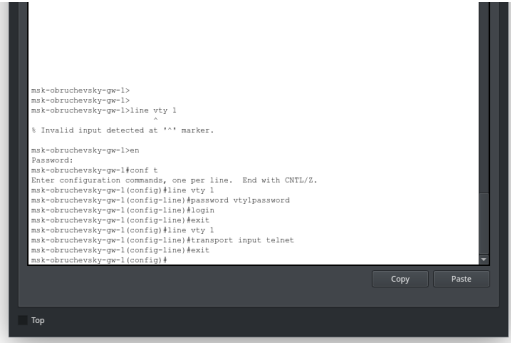 msk-obruchevsky-gw-1>
msk-obruchevsky-gw-1>
msk-obruchevsky-gw-1>line vty 1
^
% Invalid input detected at '^' marker.
msk-obruchevsky-gw-1>en
Password:
msk-obruchevsky-gw-1#conf t
Enter configuration commands, one per line. End with CNTL/Z.
msk-obruchevsky-gw-1(config)#line vty 1
msk-obruchevsky-gw-1(config-line)#password vty1password
msk-obruchevsky-gw-1(config-line)#login
msk-obruchevsky-gw-1(config-line)#exit
msk-obruchevsky-gw-1(config)#line vty 1
msk-obruchevsky-gw-1(config-line)#transport input telnet
msk-obruchevsky-gw-1(config-line)#exit
msk-obruchevsky-gw-1(config)#
Copy Paste
Top